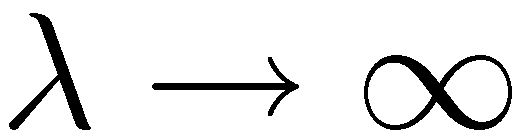 λ → ∞